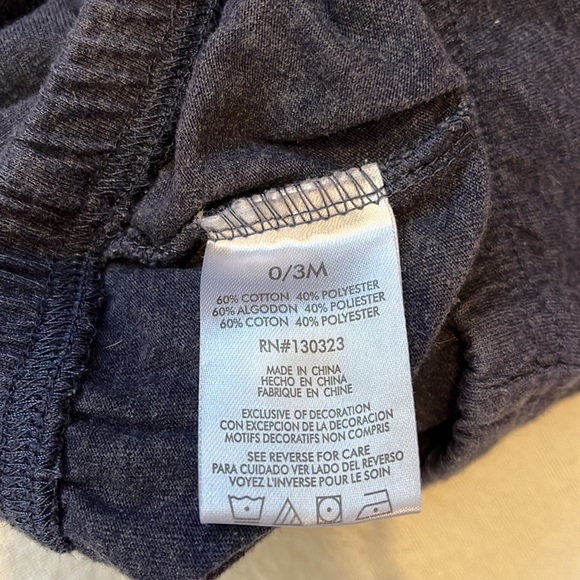 0/3M
60% COTTON 40% POLYESTER
60% ALGODON 40% POLIESTER
60% COTON 40% POLYESTER
RN#130323
MADE IN CHINA
HECHO EN CHINA
FABRIQUE EN CHINE
EXCLUSIVE OF DECORATION
CON EXCEPCION DE LA DECORACION
MOTIFS DECORATIFS NON COMPRIS
SEE REVERSE FOR CARE
PARA CUIDADO VER LADO DEL REVERSO
VOYEZ L'INVERSE POUR LE SOIN